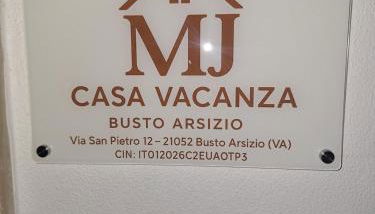 MJ
CASA VACANZA
BUSTO ARSIZIO
Via San Pietro 12 – 21052 Busto Arsizio (VA)
CIN: IT012026C2EUAOTP3